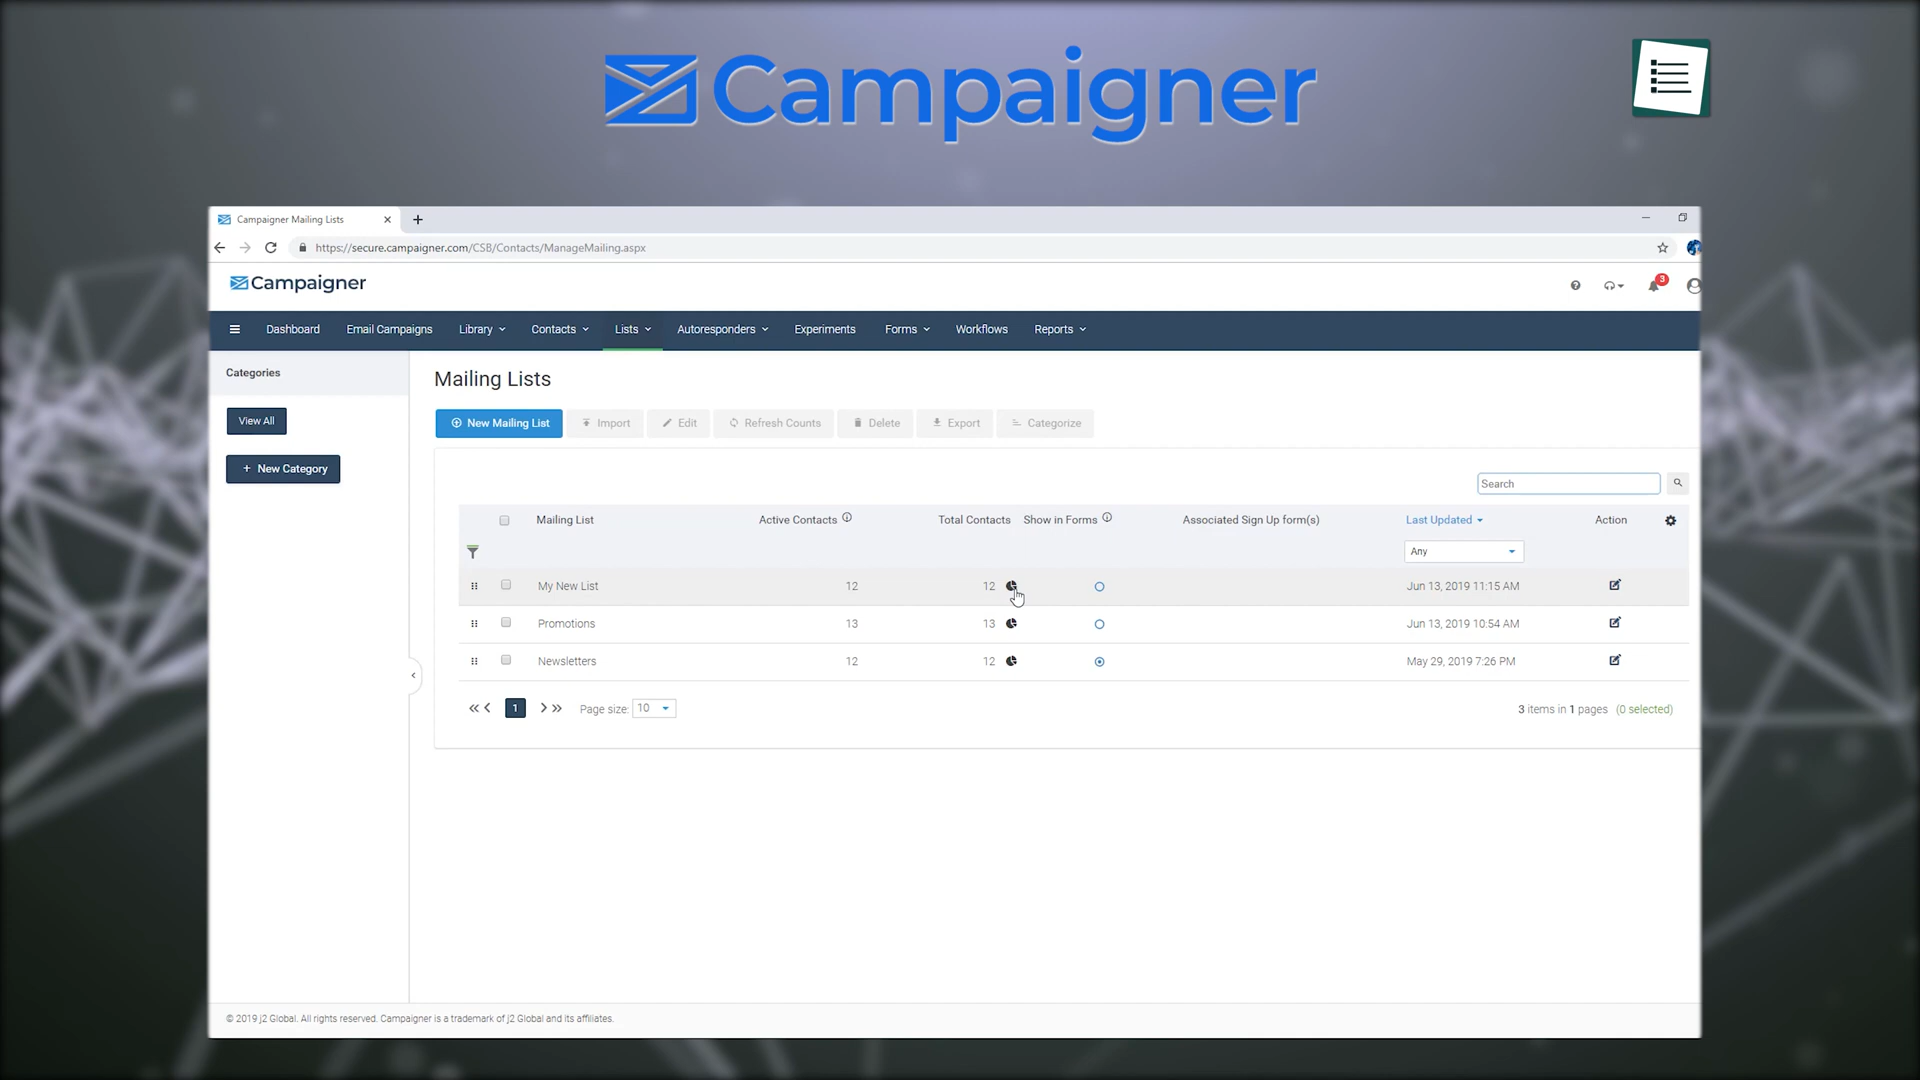 Campaigner
Campaigner Mailing Lists
https://secure.campaigner.com/CSB/Contacts/ManageMailing.aspx
Campaigner
3
Dashboard Email Campaigns Library Contacts Lists Autoresponders Experiments Forms Workflows Reports
Categories
View All
+ New Category
Mailing Lists
New Mailing List Import Edit Refresh Counts Delete Export Categorize
Search
Mailing List Active Contacts Total Contacts Show in Forms Associated Sign Up form(s) Last Updated Action
Any
My New List 12 12 Jun 13, 2019 11:15 AM
Promotions 13 13 Jun 13, 2019 10:54 AM
Newsletters 12 12 May 29, 2019 7:26 PM
1 Page size: 10 3 items in 1 pages (0 selected)
© 2019 j2 Global. All rights reserved. Campaigner is a trademark of j2 Global and its affiliates.